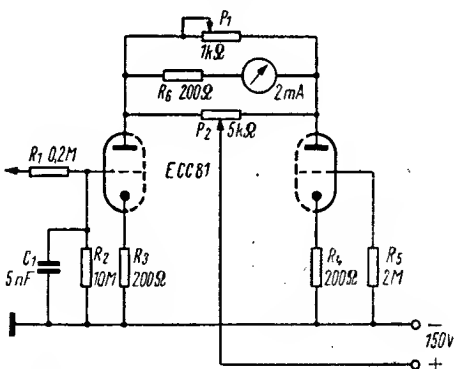 P1
1kΩ
R6 200Ω
2mA
P2 5kΩ
R1 0,2M
ECC81
C1
5nF
R2
10M
R3
200Ω
R4
200Ω
R5
2M
−
150V
+